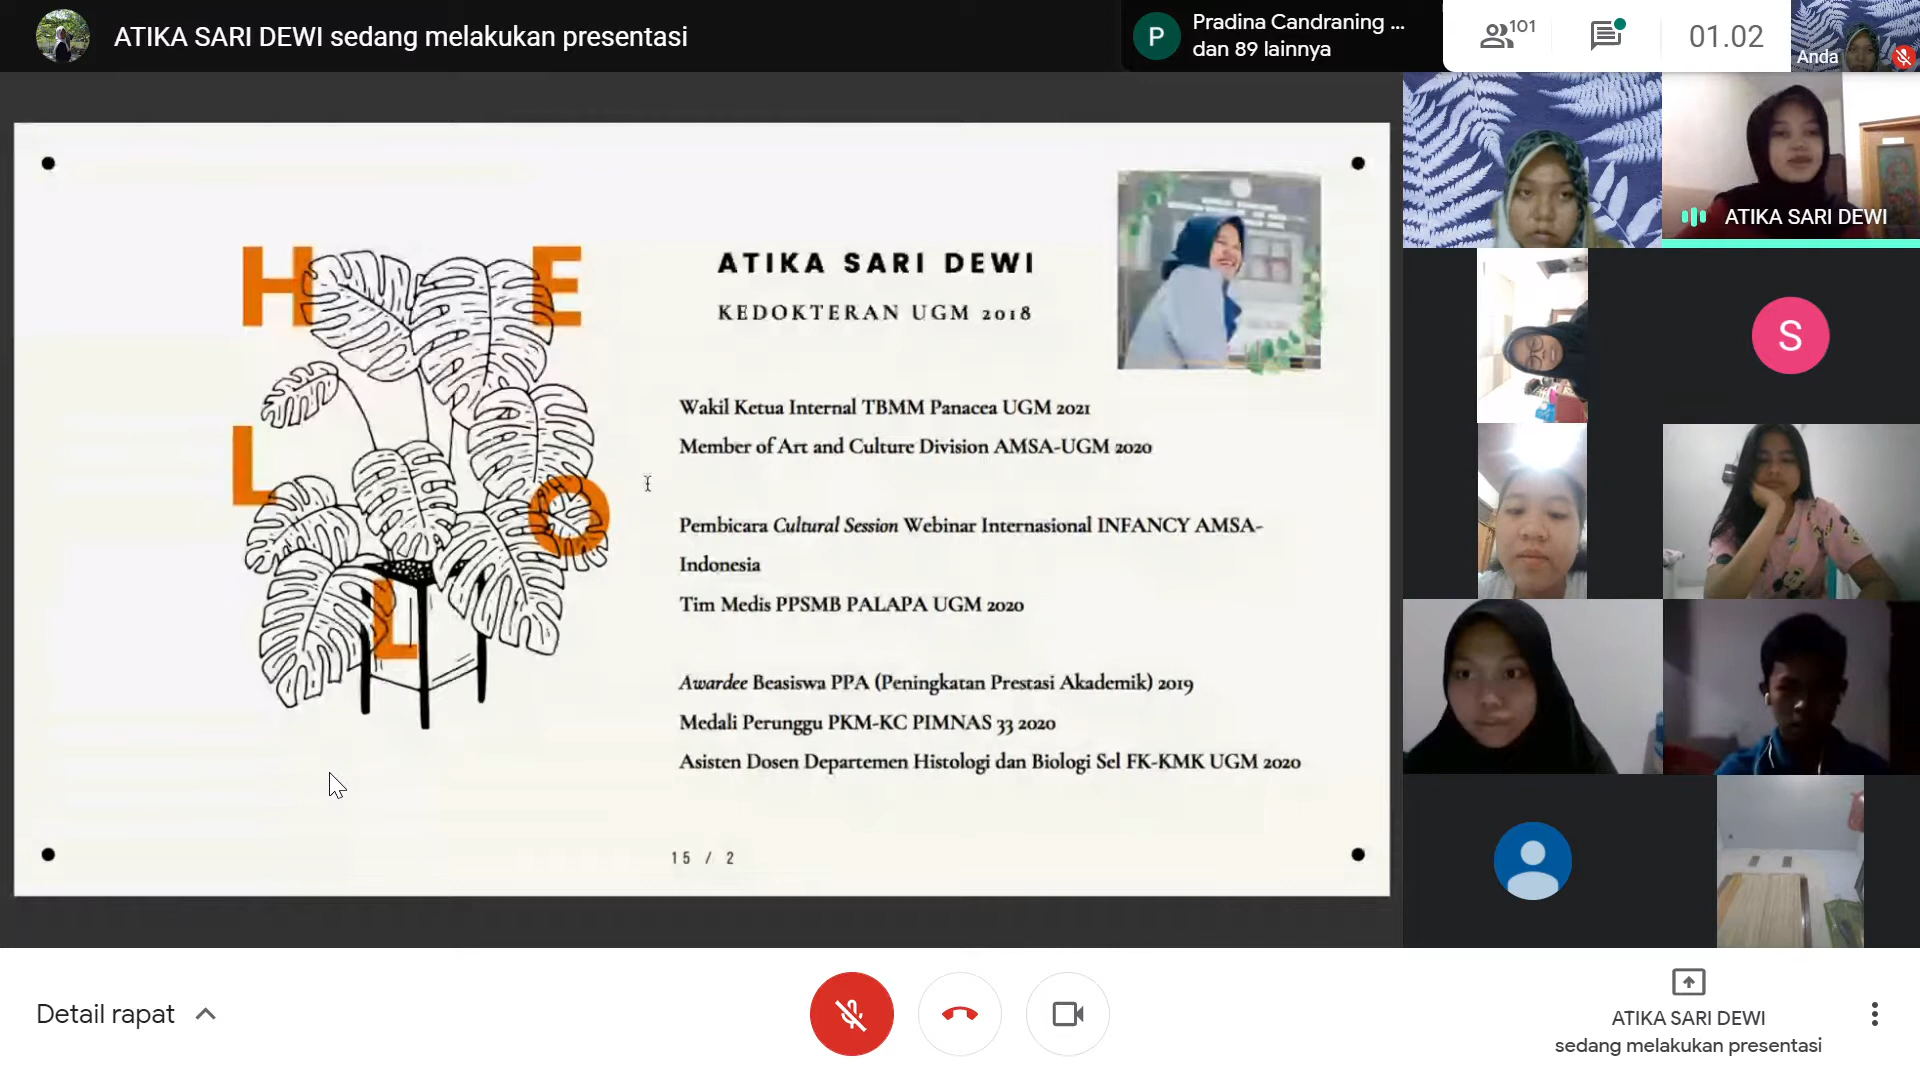 ATIKA SARI DEWI sedang melakukan presentasi
P
Pradina Candraning ...
dan 89 lainnya
101
01.02
Anda
H E
L
O
L
ATIKA SARI DEWI
KEDOKTERAN UGM 2018
Wakil Ketua Internal TBMM Panacea UGM 2021
Member of Art and Culture Division AMSA-UGM 2020
Pembicara Cultural Session Webinar Internasional INFANCY AMSA-
Indonesia
Tim Medis PPSMB PALAPA UGM 2020
Awardee Beasiswa PPA (Peningkatan Prestasi Akademik) 2019
Medali Perunggu PKM-KC PIMNAS 33 2020
Asisten Dosen Departemen Histologi dan Biologi Sel FK-KMK UGM 2020
15 / 2
ATIKA SARI DEWI
S
Detail rapat
ATIKA SARI DEWI
sedang melakukan presentasi